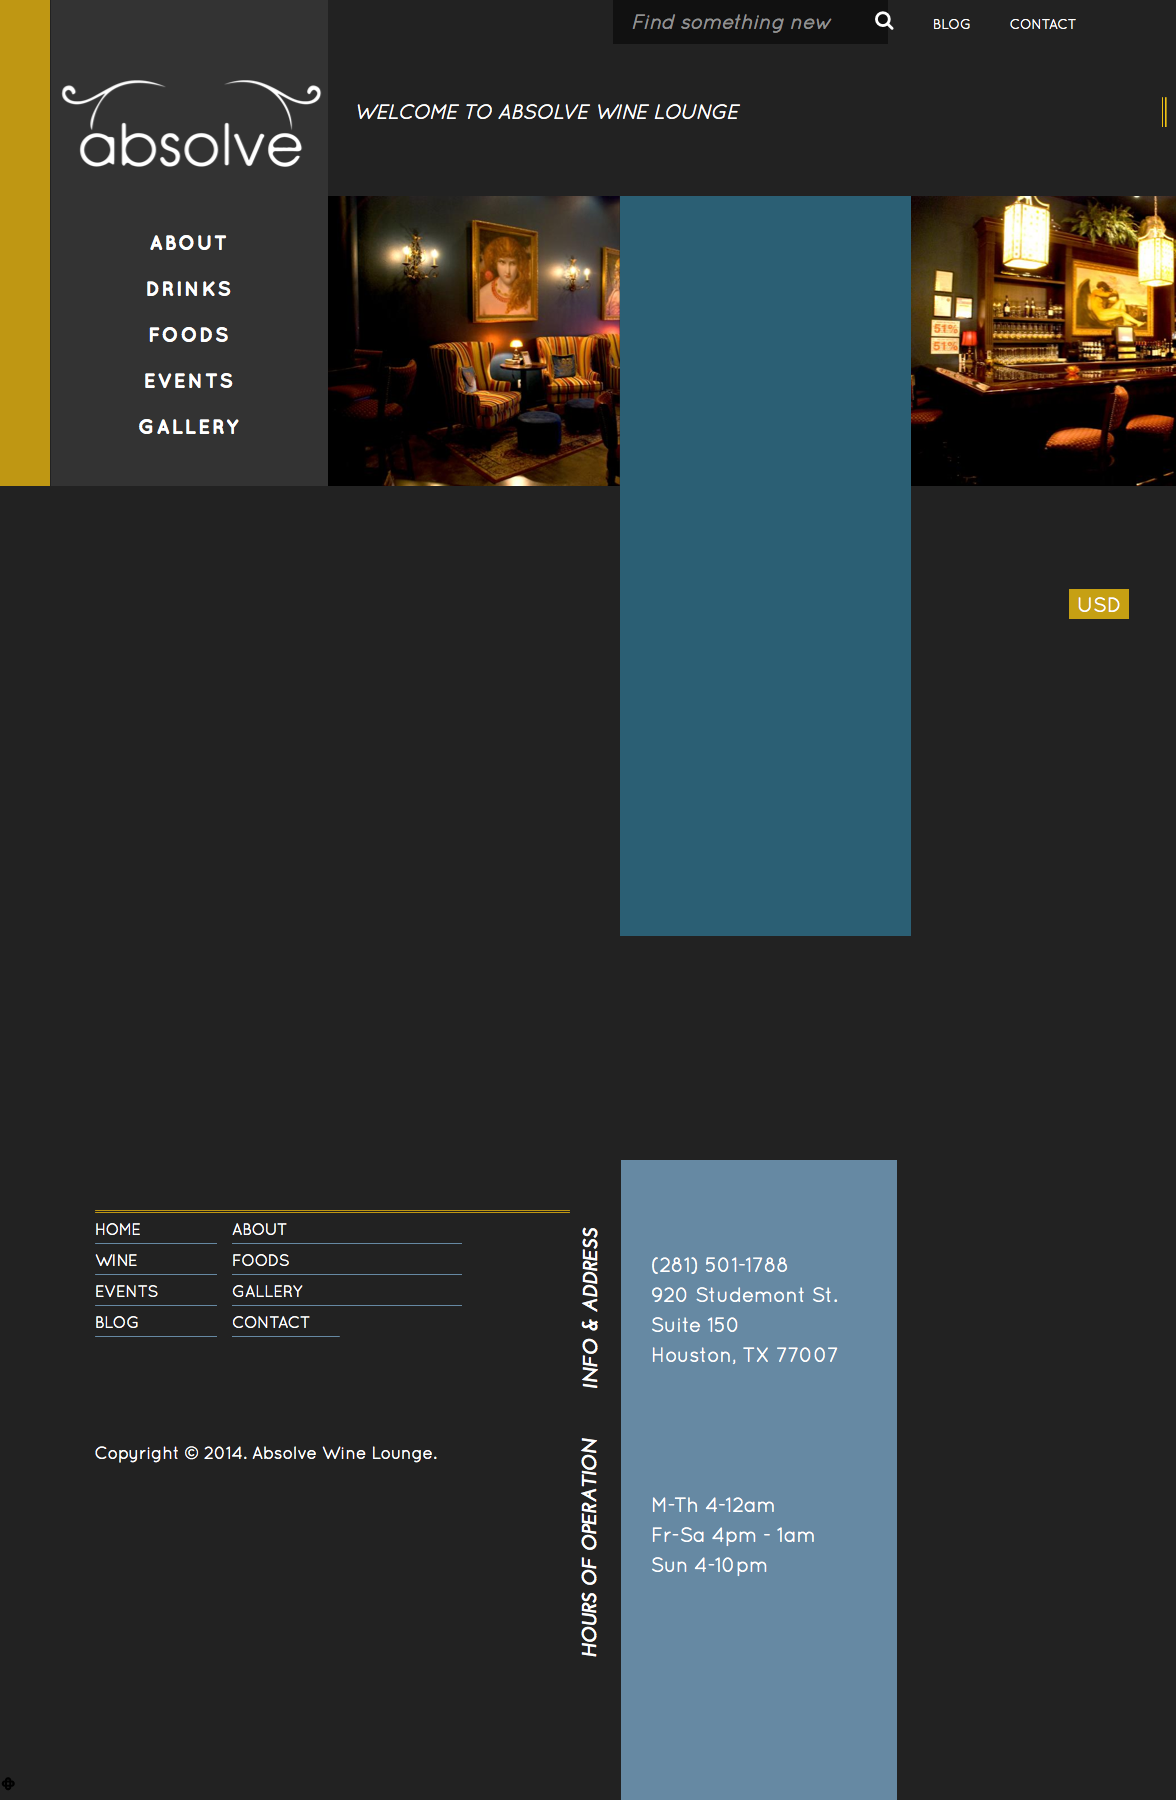 Find something new
BLOG
CONTACT
absolve
WELCOME TO ABSOLVE WINE LOUNGE
ABOUT
DRINKS
FOODS
EVENTS
GALLERY
51%
51%
USD
HOME
ABOUT
WINE
FOODS
EVENTS
GALLERY
BLOG
CONTACT
Copyright © 2014. Absolve Wine Lounge.
INFO & ADDRESS
(281) 501-1788
920 Studemont St.
Suite 150
Houston, TX 77007
HOURS OF OPERATION
M-Th 4-12am
Fr-Sa 4pm - 1am
Sun 4-10pm